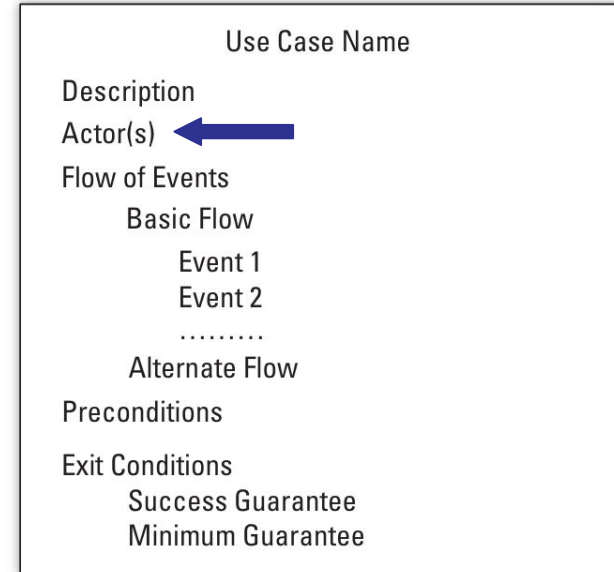 Use Case Name
Description
Actor(s)
Flow of Events
Basic Flow
Event 1
Event 2
.........
Alternate Flow
Preconditions
Exit Conditions
Success Guarantee
Minimum Guarantee